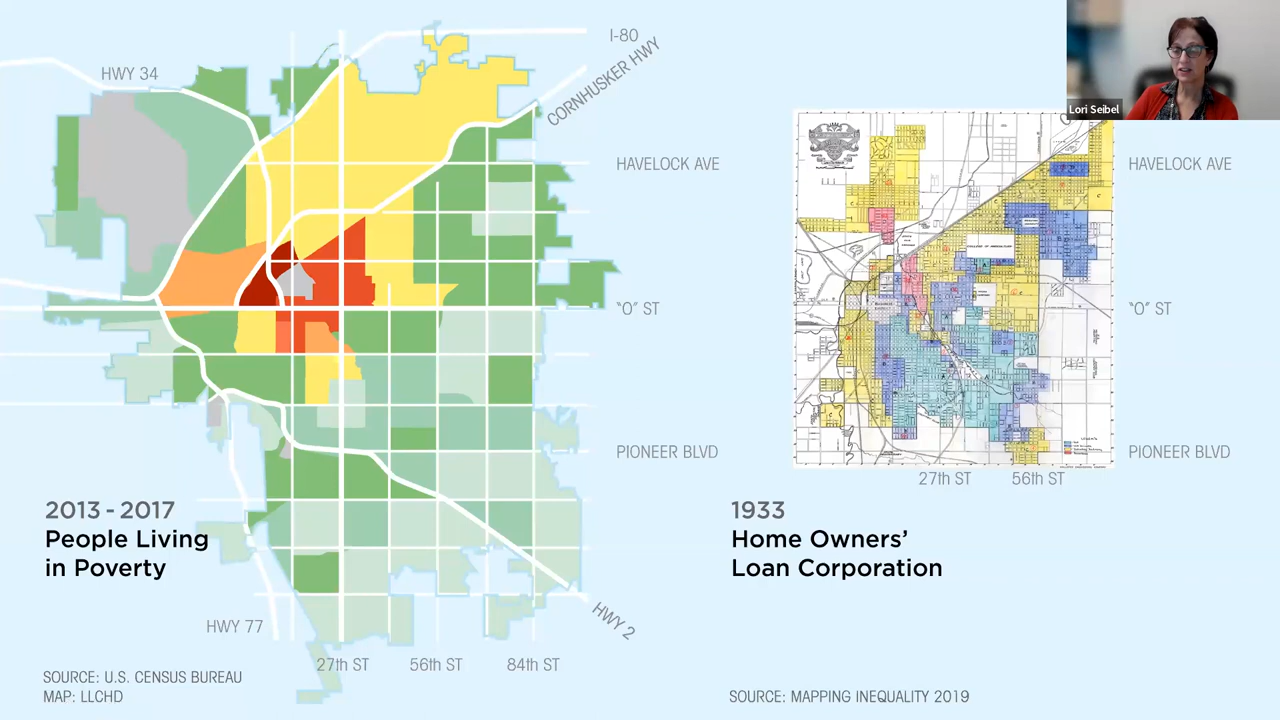 I-80
HWY 34
CORNHUSKER HWY
Lori Seibel
HAVELOCK AVE
HAVELOCK AVE
"O" ST
"O" ST
PIONEER BLVD
PIONEER BLVD
27th ST
56th ST
2013 - 2017
People Living
in Poverty
1933
Home Owners'
Loan Corporation
HWY 77
HWY 2
27th ST
56th ST
84th ST
SOURCE: U.S. CENSUS BUREAU
MAP: LLCHD
SOURCE: MAPPING INEQUALITY 2019